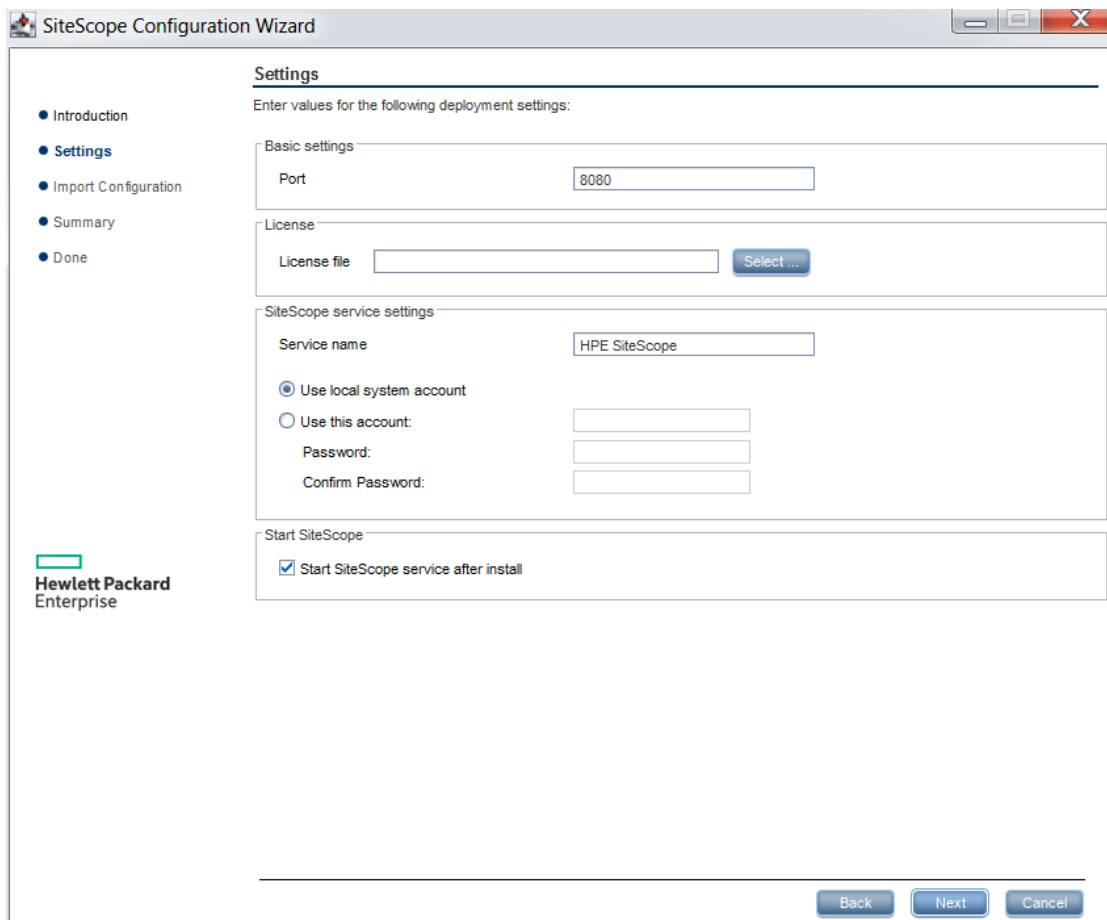 SiteScope Configuration Wizard
X
Settings
Enter values for the following deployment settings:
Introduction
Settings
Import Configuration
Summary
Done
Basic settings
Port 8080
License
License file Select ...
SiteScope service settings
Service name HPE SiteScope
Use local system account
Use this account:
Password:
Confirm Password:
Start SiteScope
Start SiteScope service after install
Hewlett Packard
Enterprise
Back Next Cancel